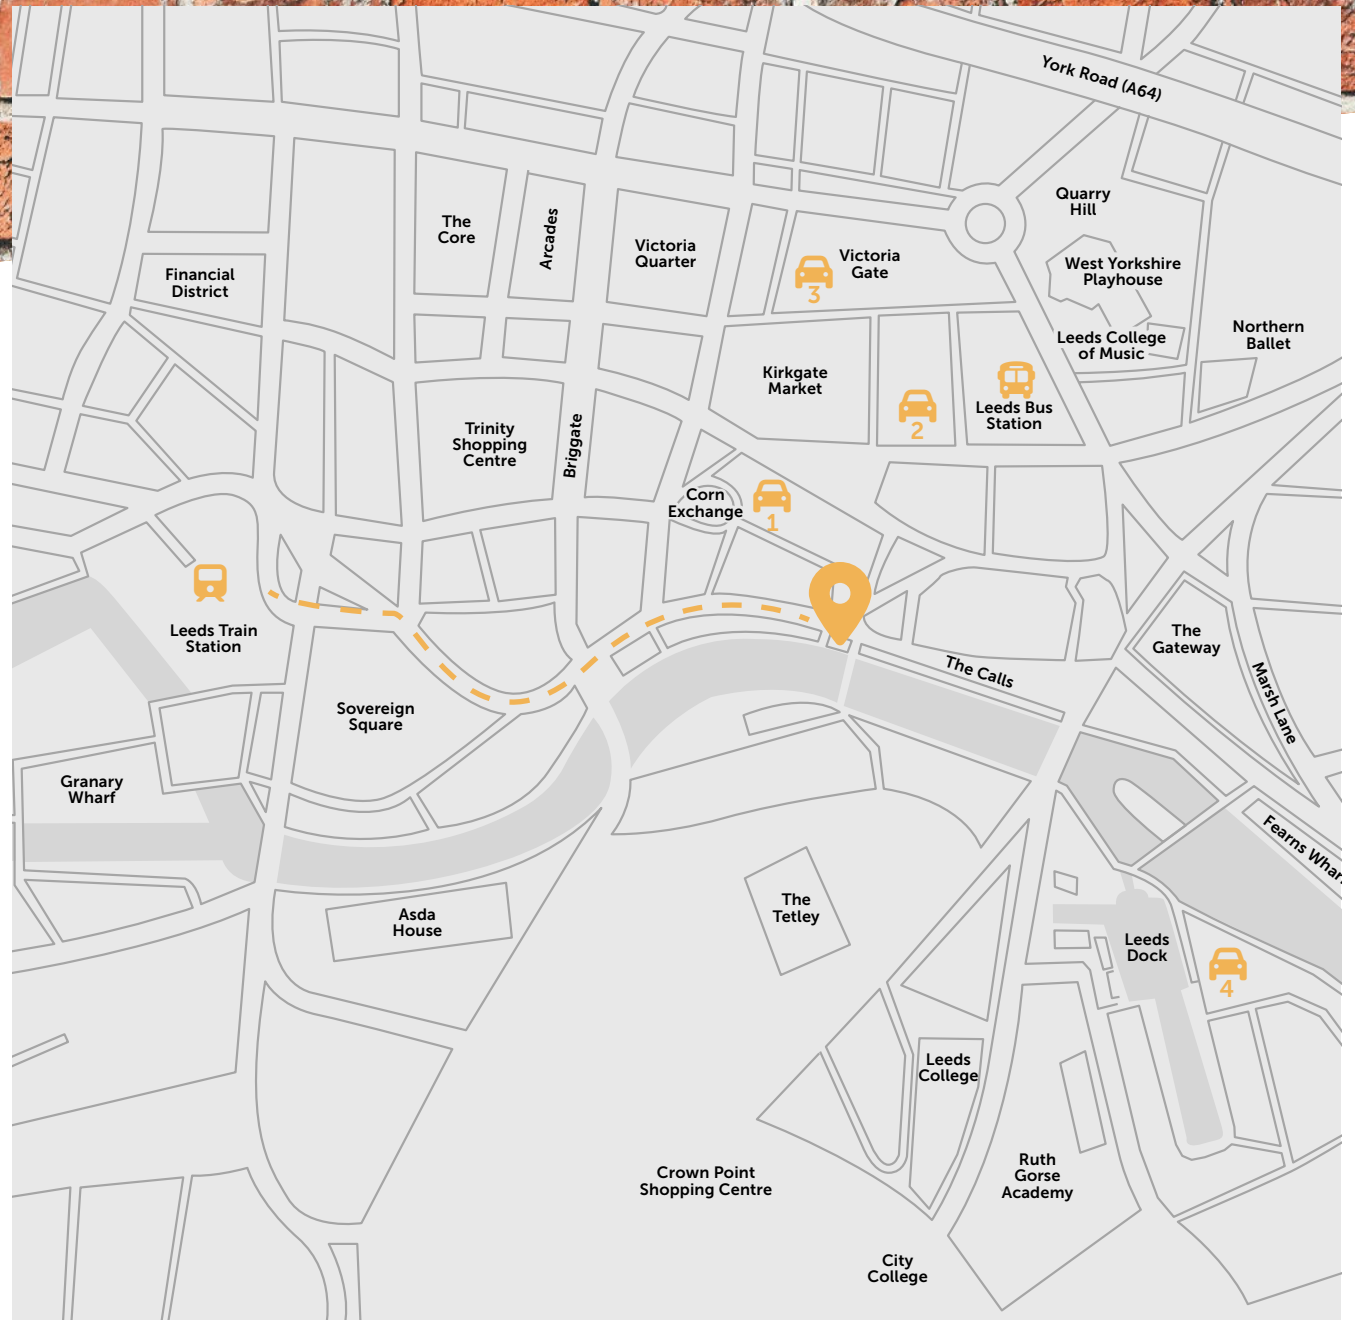 York Road (A64)
Quarry
Hill
The
Core
Arcades
Victoria
Quarter
Victoria
Gate
3
West Yorkshire
Playhouse
Financial
District
Leeds College
of Music
Northern
Ballet
Kirkgate
Market
2
Leeds Bus
Station
Trinity
Shopping
Centre
Briggate
Corn
Exchange
1
Leeds Train
Station
The
Gateway
The Calls
Marsh Lane
Sovereign
Square
Granary
Wharf
Fearns Wharf
The
Tetley
Asda
House
Leeds
Dock
4
Leeds
College
Crown Point
Shopping Centre
Ruth
Gorse
Academy
City
College